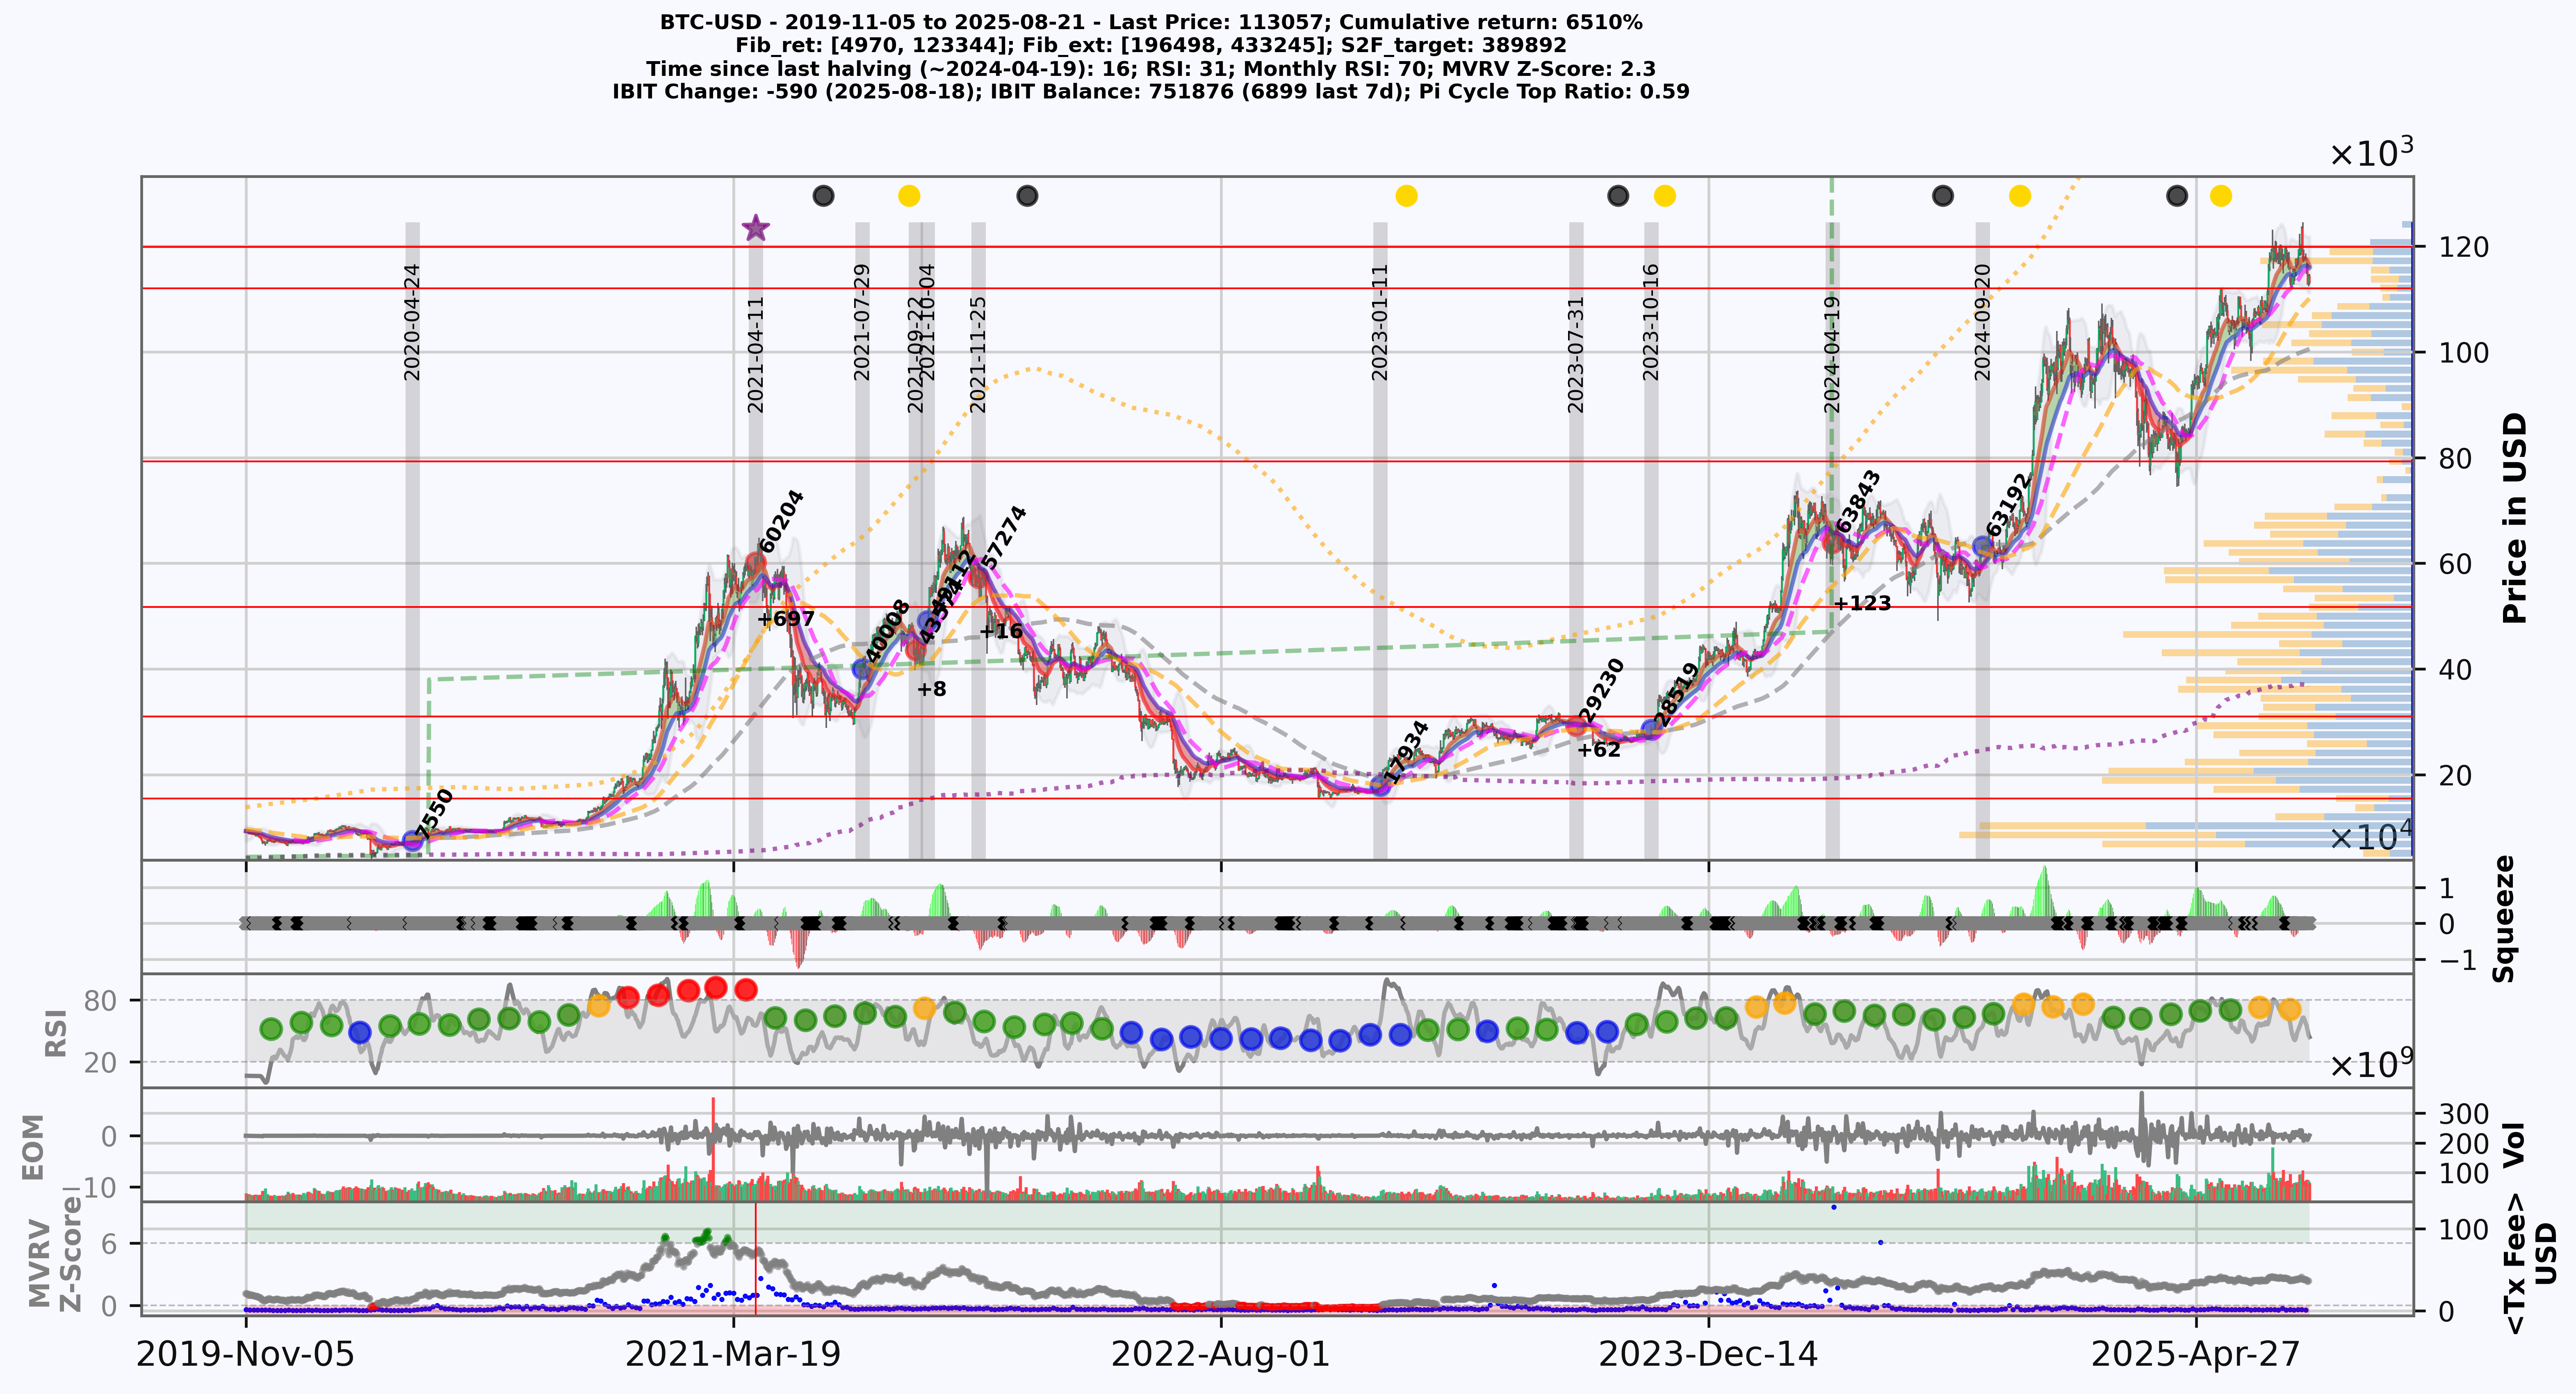 BTC-USD - 2019-11-05 to 2025-08-21 - Last Price: 113057; Cumulative return: 6510%
Fib_ret: [4970, 123344]; Fib_ext: [196498, 433245]; S2F_target: 389892
Time since last halving (~2024-04-19): 16; RSI: 31; Monthly RSI: 70; MVRV Z-Score: 2.3
IBIT Change: -590 (2025-08-18); IBIT Balance: 751876 (6899 last 7d); Pi Cycle Top Ratio: 0.59
×10³
120
100
80
60
40
20
Price in USD
2020-04-24
2021-04-11
2021-07-29
2021-09-22
2021-10-04
2021-11-25
2023-01-11
2023-07-31
2023-10-16
2024-04-19
2024-09-20
7550
60204
+697
40008
+8
57274
+16
17934
29230
+62
28519
63843
+123
63192
×10⁴
1
0
−1
Squeeze
RSI
80
20
×10⁹
EOM
0
10
300
200
100
Vol
MVRV
Z-Score
6
0
100
0
<Tx Fee>
USD
2019-Nov-05
2021-Mar-19
2022-Aug-01
2023-Dec-14
2025-Apr-27